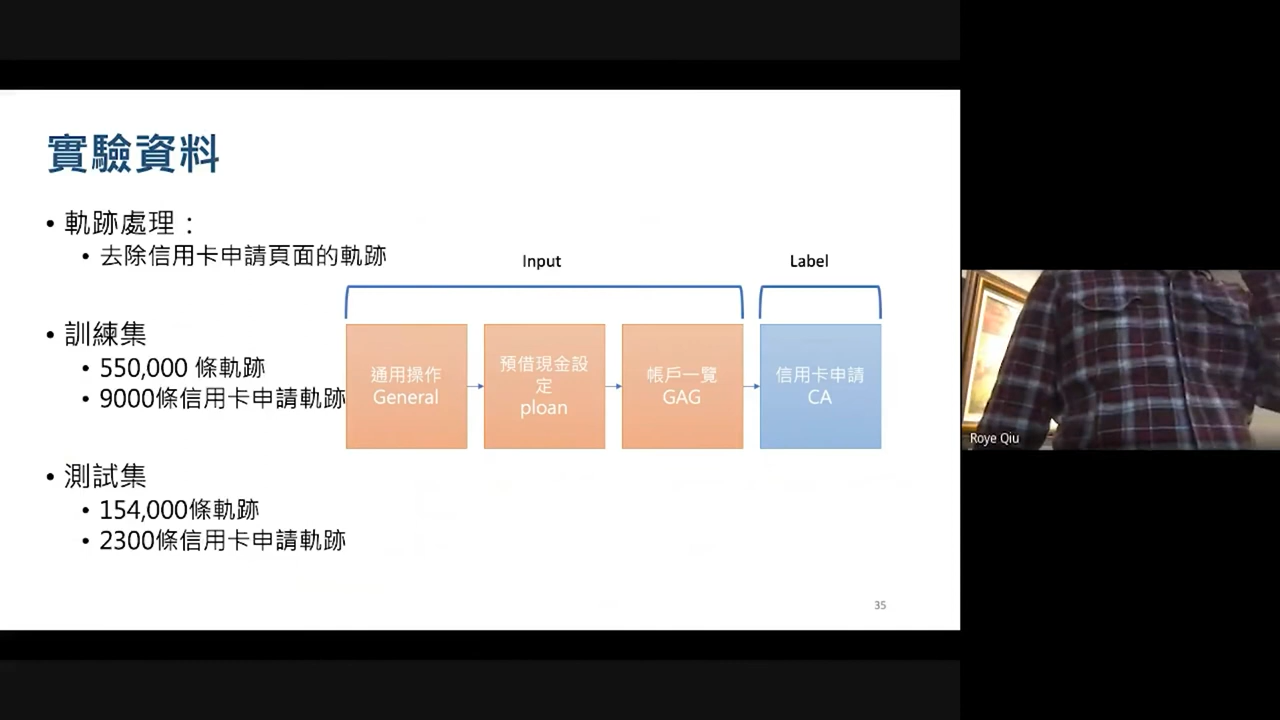 實驗資料
• 軌跡處理：
• 去除信用卡申請頁面的軌跡
• 訓練集
• 550,000 條軌跡
• 9000條信用卡申請軌跡
• 測試集
• 154,000條軌跡
• 2300條信用卡申請軌跡
Input
Label
通用操作
General
預借現金設
定
ploan
帳戶一覽
GAG
信用卡申請
CA
35
Roye Qiu